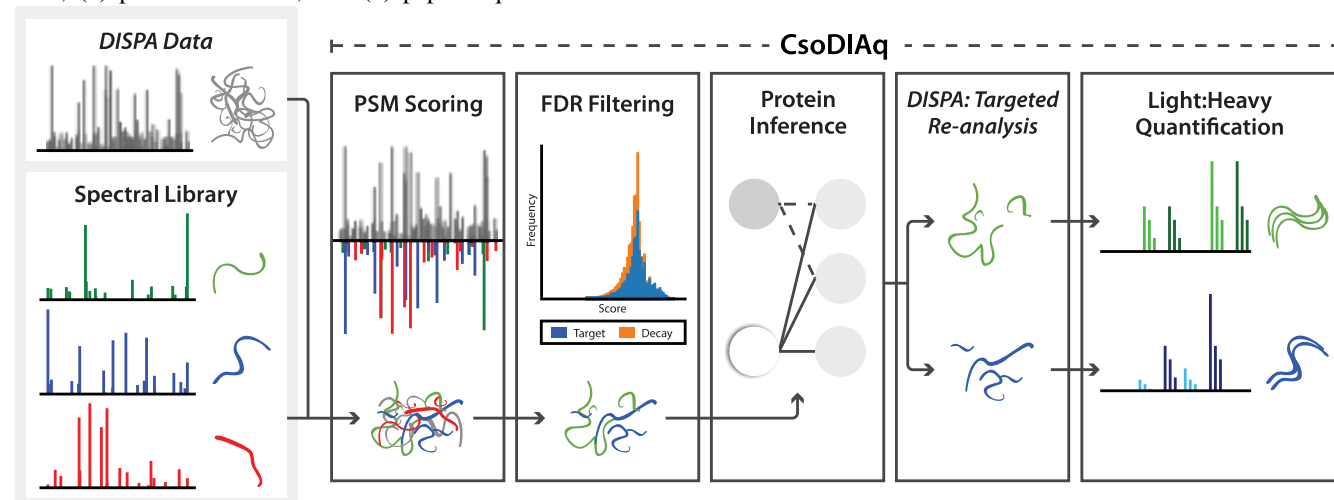 DISPA Data
CsoDIAq
Spectral Library
PSM Scoring
FDR Filtering
Frequency
Score
Target
Decay
Protein
Inference
DISPA: Targeted
Re-analysis
Light:Heavy
Quantification